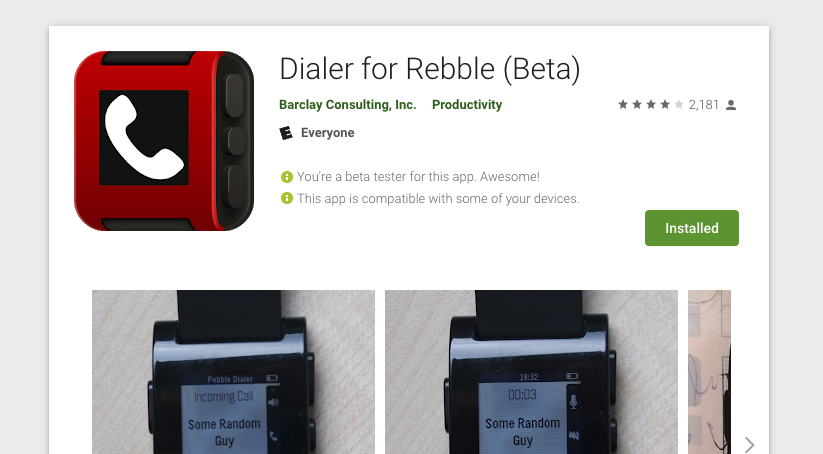 Dialer for Rebble (Beta)
Barclay Consulting, Inc. Productivity 2,181
E Everyone
You're a beta tester for this app. Awesome!
This app is compatible with some of your devices.
Installed
Pebble Dialer
Incoming Call
Some Random
Guy
18:32
00:03
Some Random
Guy